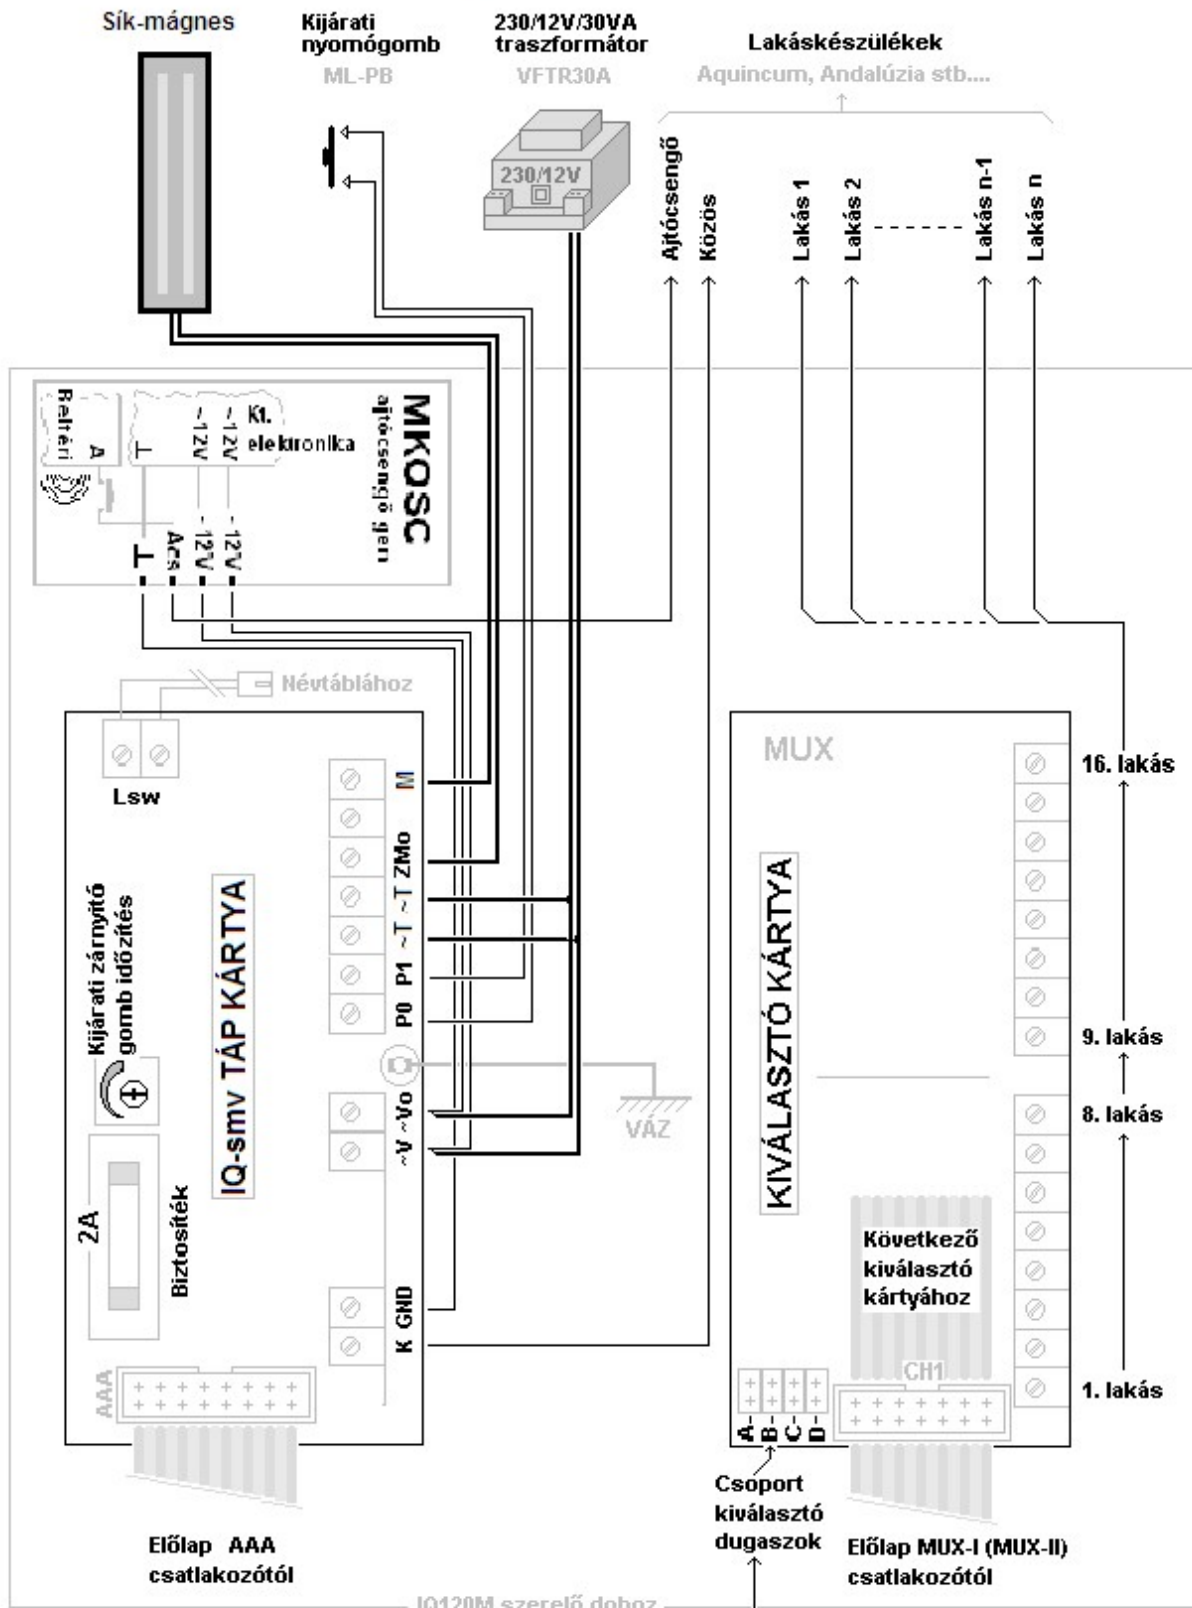 Sík-mágnes
Kijárati
nyomógomb
ML-PB
230/12V/30VA
traszformátor
VFTR30A
230/12V
Lakáskészülékek
Aquincum, Andalúzia stb....
Ajtócsengő
Közös
Lakás 1
Lakás 2
Lakás n-1
Lakás n
Beltéri
A
T
~12V
~12V
Kt.
elektronika
MKOSC
ajtócsengő gen
T
Acs
~12V
~12V
Névtáblához
Lsw
M
ZMo
~T
~T
P1
P0
~Vo
~V
GND
K
Kijárati zárnyitó
gomb időzítés
IQ-smv TÁP KÁRTYA
2A
Biztosíték
VÁZ
AAA
Előlap AAA
csatlakozótól
MUX
KIVÁLASZTÓ KÁRTYA
16. lakás
9. lakás
8. lakás
1. lakás
Következő
kiválasztó
kártyához
CH1
A-
B-
C-
D-
Csoport
kiválasztó
dugaszok
Előlap MUX-I (MUX-II)
csatlakozótól
IQ120M szerelő doboz